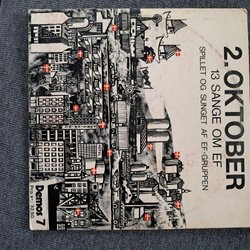 2. OKTOBER
13 SANGE OM EF
SPILLET OG SUNGET AF EF-GRUPPEN
Demos 7